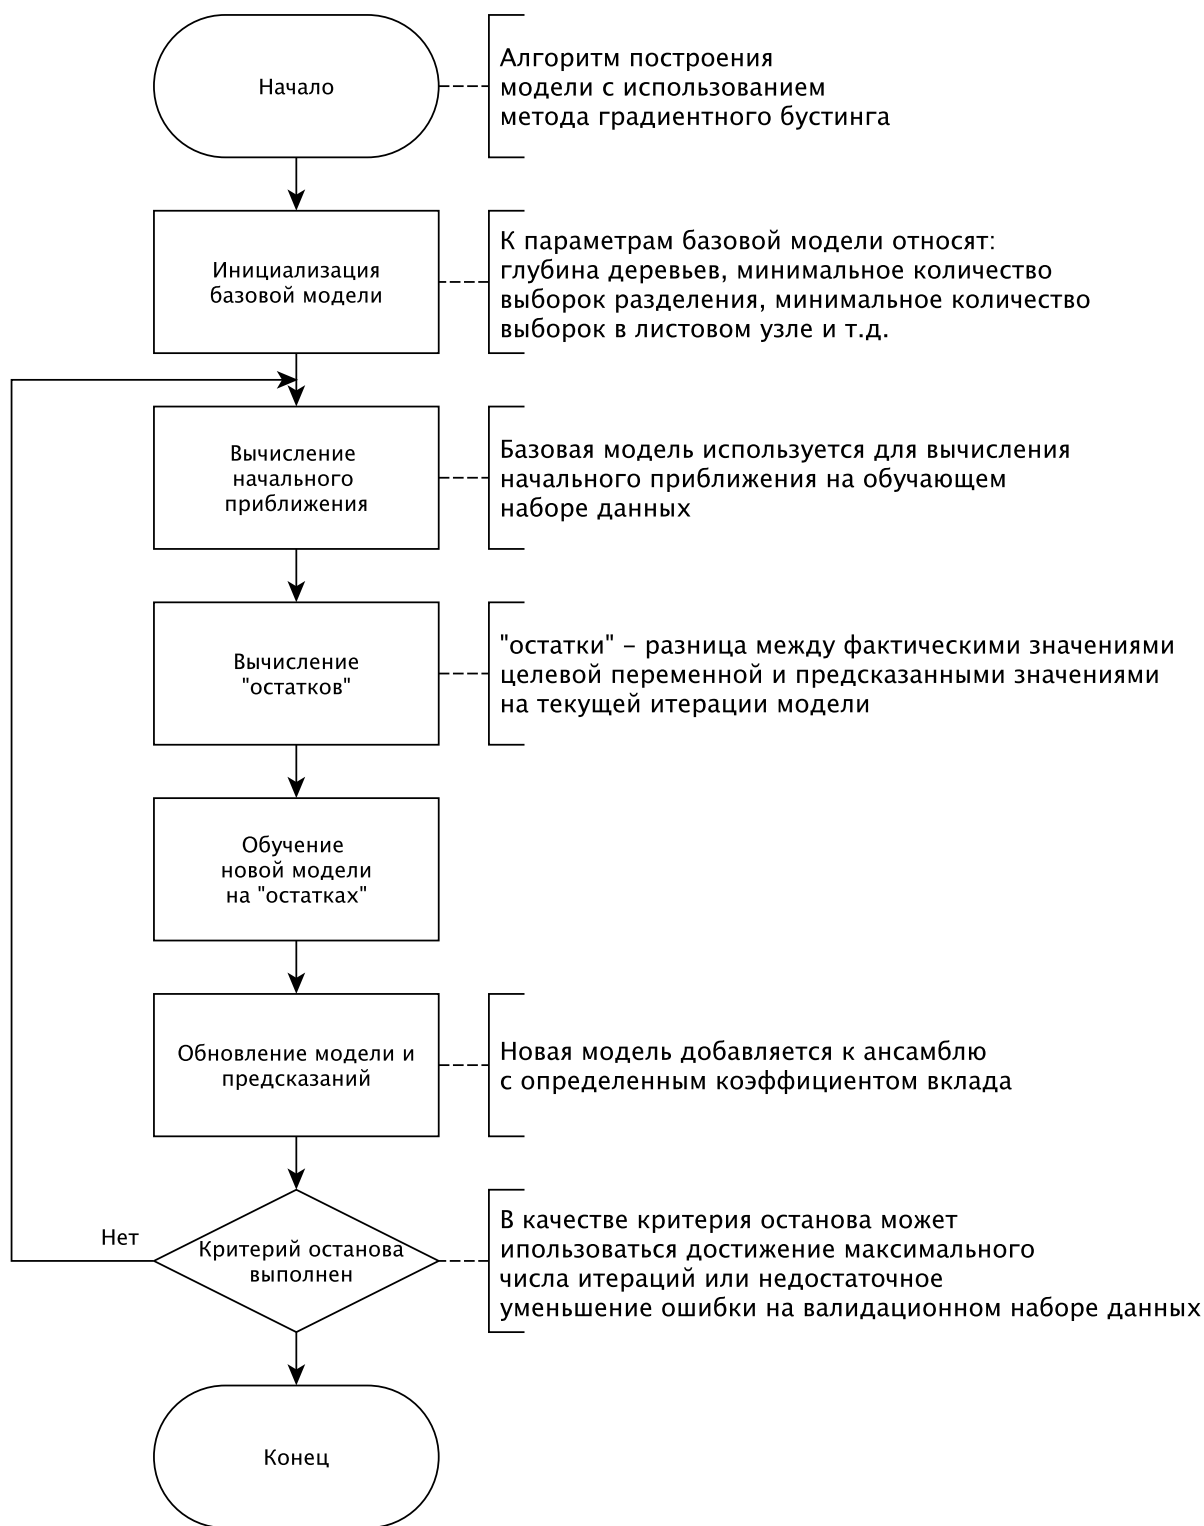 Начало
Алгоритм построения
модели с использованием
метода градиентного бустинга
Инициализация
базовой модели
К параметрам базовой модели относят:
глубина деревьев, минимальное количество
выборок разделения, минимальное количество
выборок в листовом узле и т.д.
Вычисление
начального
приближения
Базовая модель используется для вычисления
начального приближения на обучающем
наборе данных
Вычисление
"остатков"
"остатки" – разница между фактическими значениями
целевой переменной и предсказанными значениями
на текущей итерации модели
Обучение
новой модели
на "остатках"
Обновление модели и
предсказаний
Новая модель добавляется к ансамблю
с определенным коэффициентом вклада
Нет
Критерий останова
выполнен
В качестве критерия останова может
ипользоваться достижение максимального
числа итераций или недостаточное
уменьшение ошибки на валидационном наборе данных
Конец